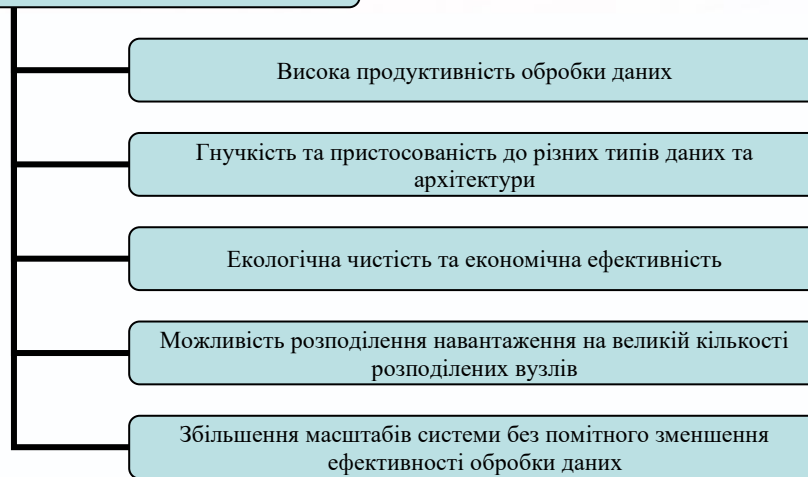 Висока продуктивність обробки даних
Гнучкість та пристосованість до різних типів даних та
архітектури
Екологічна чистість та економічна ефективність
Можливість розподілення навантаження на великій кількості
розподілених вузлів
Збільшення масштабів системи без помітного зменшення
ефективності обробки даних